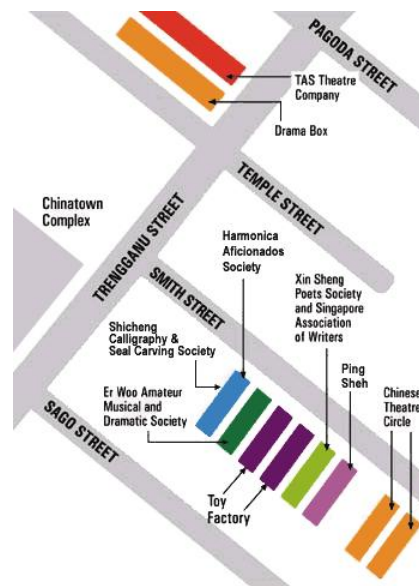 PAGODA STREET
TAS Theatre
Company
Drama Box
TEMPLE STREET
Chinatown
Complex
TRENGGANU STREET
Harmonica
Aficionados
Society
SMITH STREET
Xin Sheng
Poets Society
and Singapore
Association
of Writers
Shicheng
Calligraphy &
Seal Carving Society
Ping
Sheh
Er Woo Amateur
Musical and
Dramatic Society
Chinese
Theatre
Circle
SAGO STREET
Toy
Factory